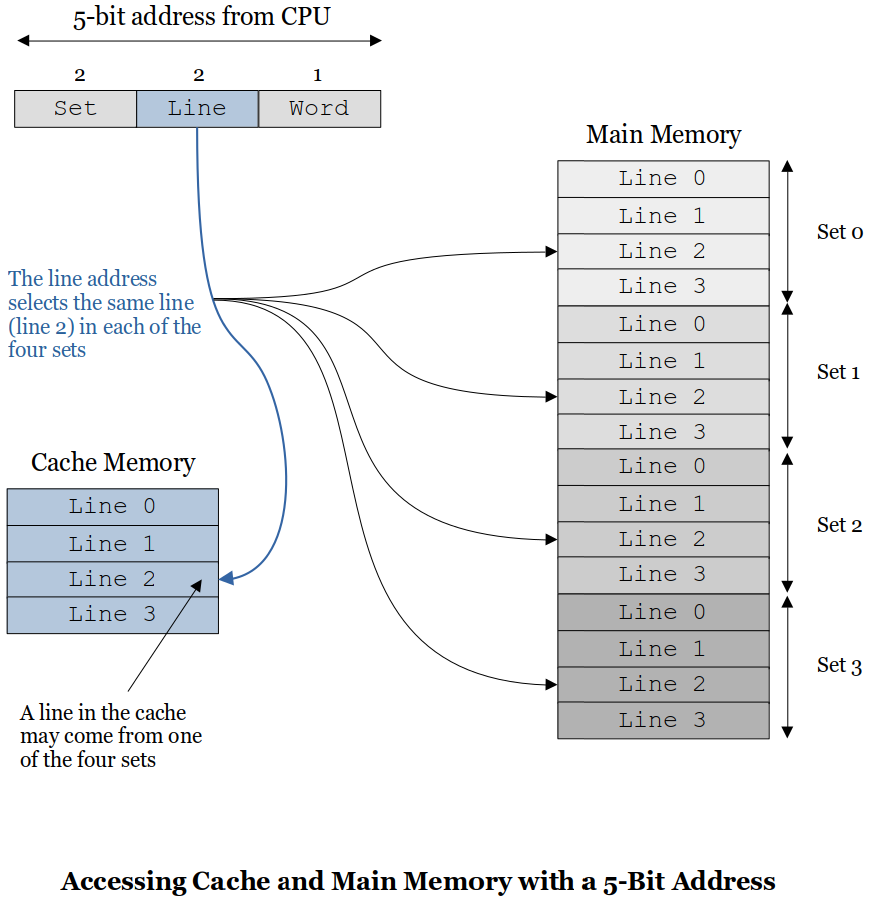 5-bit address from CPU
2 2 1
Set Line Word
Main Memory
Line 0
Line 1
Line 2
Line 3
Set 0
Line 0
Line 1
Line 2
Line 3
Set 1
Line 0
Line 1
Line 2
Line 3
Set 2
Line 0
Line 1
Line 2
Line 3
Set 3
The line address
selects the same line
(line 2) in each of the
four sets
Cache Memory
Line 0
Line 1
Line 2
Line 3
A line in the cache
may come from one
of the four sets
Accessing Cache and Main Memory with a 5-Bit Address